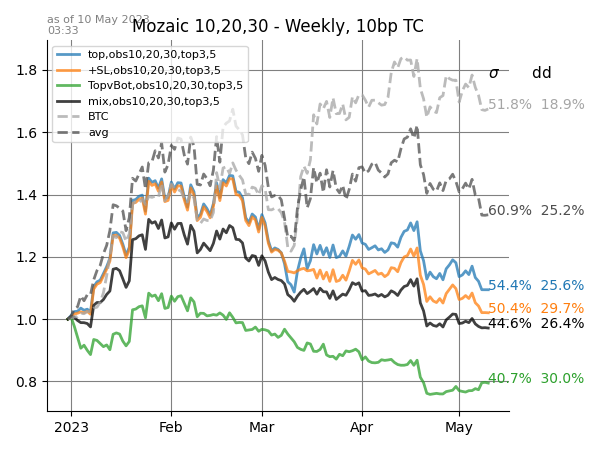 as of 10 May 2023
03:33
Mozaic 10,20,30 - Weekly, 10bp TC
top,obs10,20,30,top3,5
+SL,obs10,20,30,top3,5
TopvBot,obs10,20,30,top3,5
mix,obs10,20,30,top3,5
BTC
avg
σ dd
51.8% 18.9%
60.9% 25.2%
54.4% 25.6%
50.4% 29.7%
44.6% 26.4%
40.7% 30.0%
1.8
1.6
1.4
1.2
1.0
0.8
2023 Feb Mar Apr May